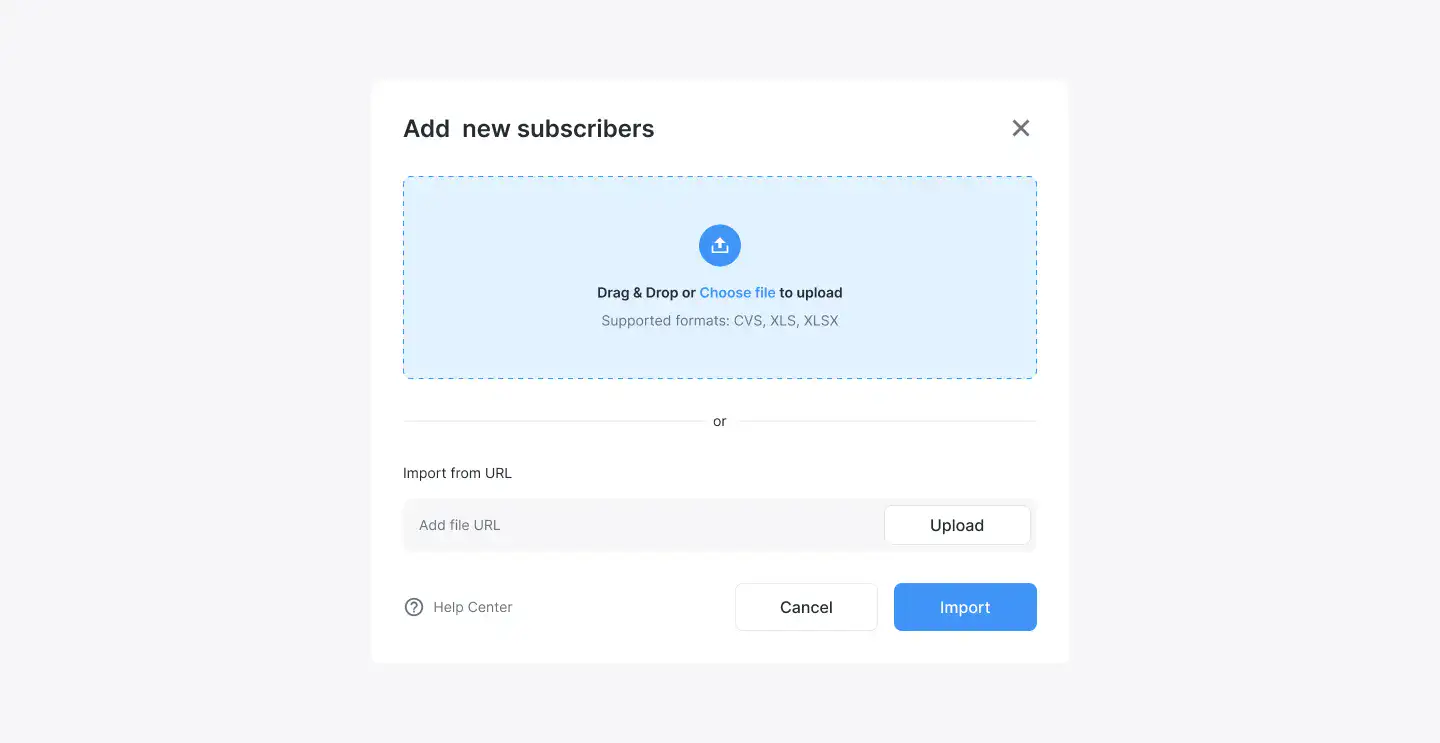 Add  new subscribers
Drag & Drop or Choose file to upload
Supported formats: CVS, XLS, XLSX
or
Import from URL
Add file URL
Upload
Help Center
Cancel
Import